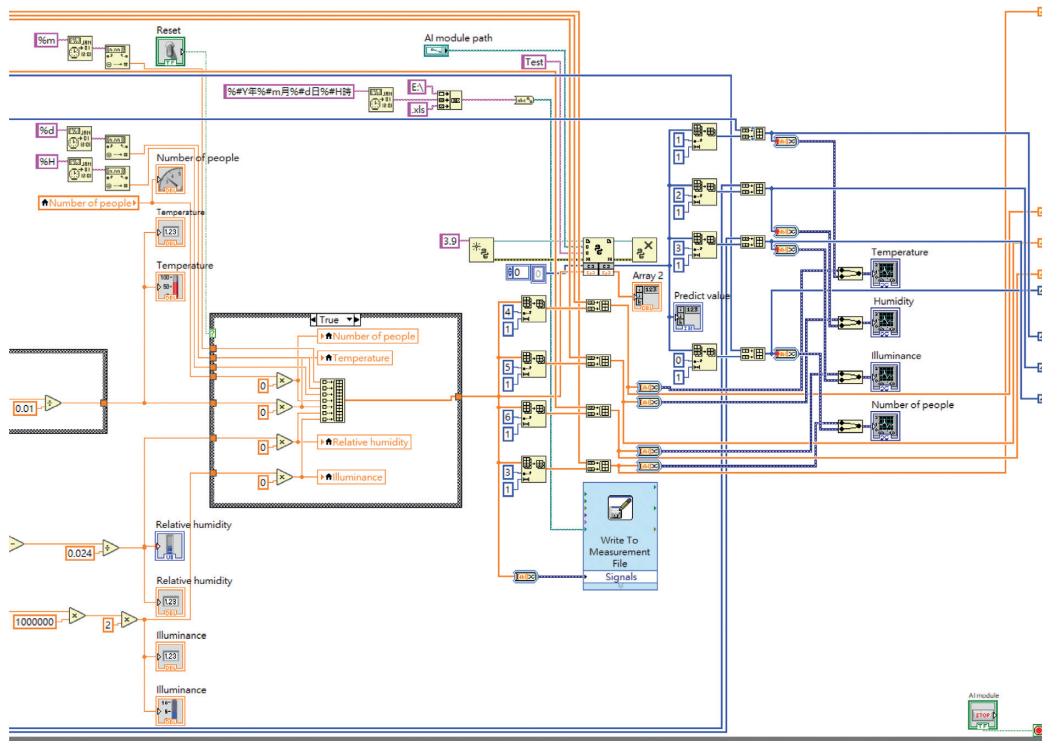 %m
Reset
AI module path
Test
%#Y年%#m月%#d日%#H時
E:\
.xls
%d
%H
Number of people
Number of people
Temperature
Temperature
3.9
0
0
Array 2
Predict value
1
1
2
1
3
1
0
1
Temperature
Humidity
Illuminance
Number of people
True
Number of people
Temperature
Relative humidity
Illuminance
0
0
0
0
4
1
5
1
6
1
3
1
0.01
Write To
Measurement
File
Signals
Relative humidity
0.024
Relative humidity
1000000
2
Illuminance
Illuminance
AI module
STOP